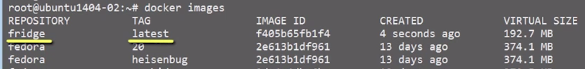 root@ubuntu1404-02:~# docker images
REPOSITORY TAG IMAGE ID CREATED VIRTUAL SIZE
fridge latest f405b65fb1f4 4 seconds ago 192.7 MB
fedora 20 2e613b1df961 13 days ago 374.1 MB
fedora heisenbug 2e613b1df961 13 days ago 374.1 MB